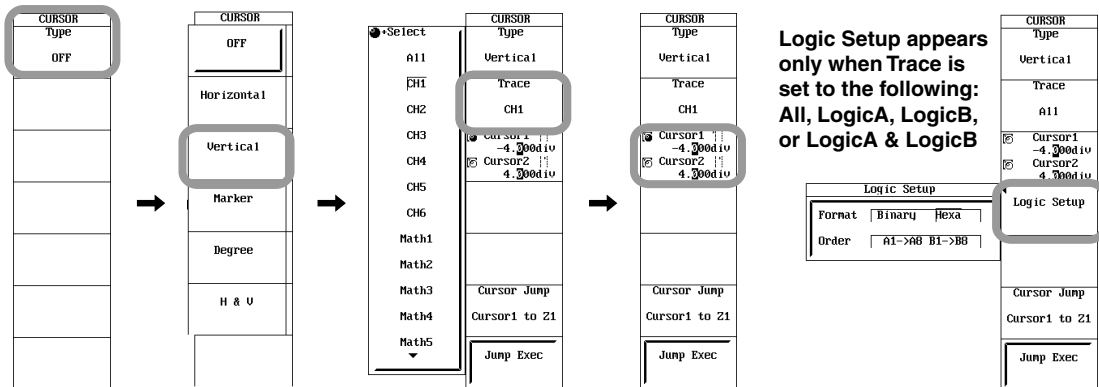 CURSOR
Type
OFF
CURSOR
OFF
Horizontal
Vertical
Marker
Degree
H & V
Select
All
CH1
CH2
CH3
CH4
CH5
CH6
Math1
Math2
Math3
Math4
Math5
CURSOR
Type
Vertical
Trace
CH1
Cursor1
-4.000div
Cursor2
4.000div
Cursor Jump
Cursor1 to Z1
Jump Exec
CURSOR
Type
Vertical
Trace
CH1
Cursor1
-4.000div
Cursor2
4.000div
Cursor Jump
Cursor1 to Z1
Jump Exec
Logic Setup appears
only when Trace is
set to the following:
All, LogicA, LogicB,
or LogicA & LogicB
Logic Setup
Format Binary Hexa
Order A1->A8 B1->B8
CURSOR
Type
Vertical
Trace
All
Cursor1
-4.000div
Cursor2
4.000div
Logic Setup
Cursor Jump
Cursor1 to Z1
Jump Exec